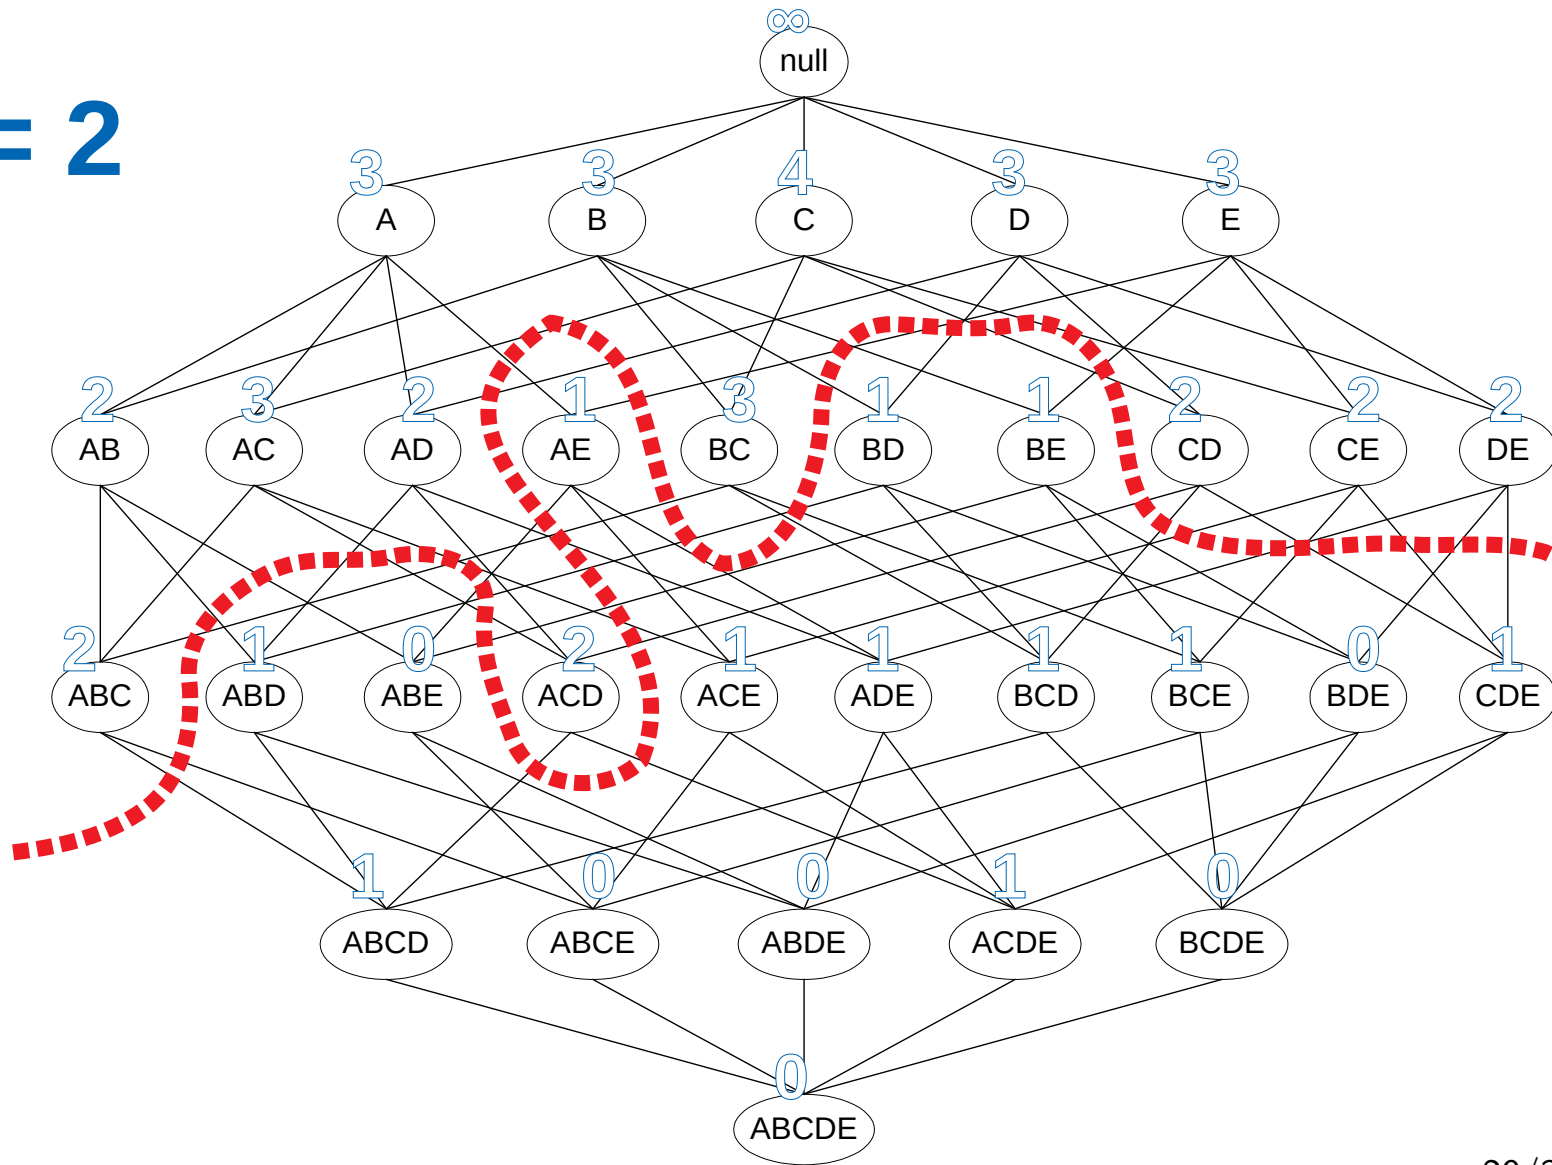 ∞
null
= 2
3 3 4 3 3
A B C D E
2 3 2 1 3 1 1 2 2 2
AB AC AD AE BC BD BE CD CE DE
2 1 0 2 1 1 1 1 0 1
ABC ABD ABE ACD ACE ADE BCD BCE BDE CDE
1 0 0 1 0
ABCD ABCE ABDE ACDE BCDE
0
ABCDE